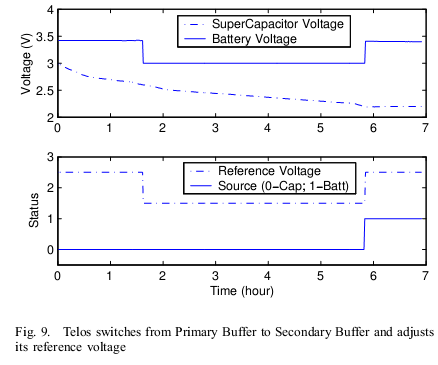 4
3.5
3
2.5
2
Voltage (V)
SuperCapacitor Voltage
Battery Voltage
0 1 2 3 4 5 6 7
Time (hour)
3
2
1
0
Status
Reference Voltage
Source (0−Cap; 1−Batt)
0 1 2 3 4 5 6 7
Time (hour)
Fig. 9. Telos switches from Primary Buffer to Secondary Buffer and adjusts
its reference voltage